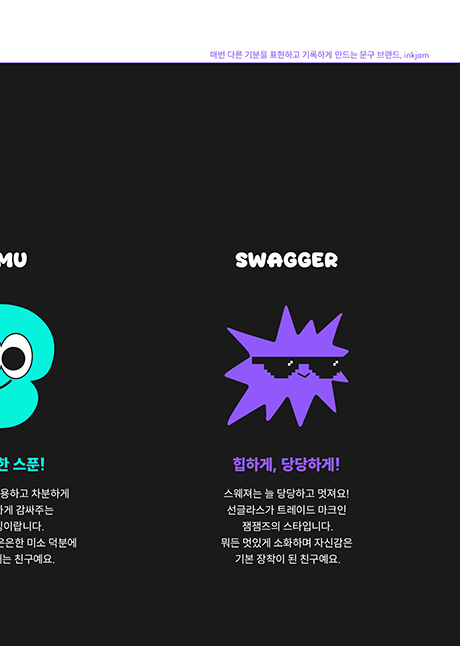 매번 다른 기분을 표현하고 기록하게 만드는 문구 브랜드, inkjam
MU
SWAGGER
한 스푼!
힙하게, 당당하게!
용하고 차분하게
하게 감싸주는
이랍니다.
은은한 미소 덕분에
는 친구예요.
스웨져는 늘 당당하고 멋져요!
선글라스가 트레이드 마크인
잼잼즈의 스타입니다.
뭐든 멋있게 소화하며 자신감은
기본 장착이 된 친구예요.